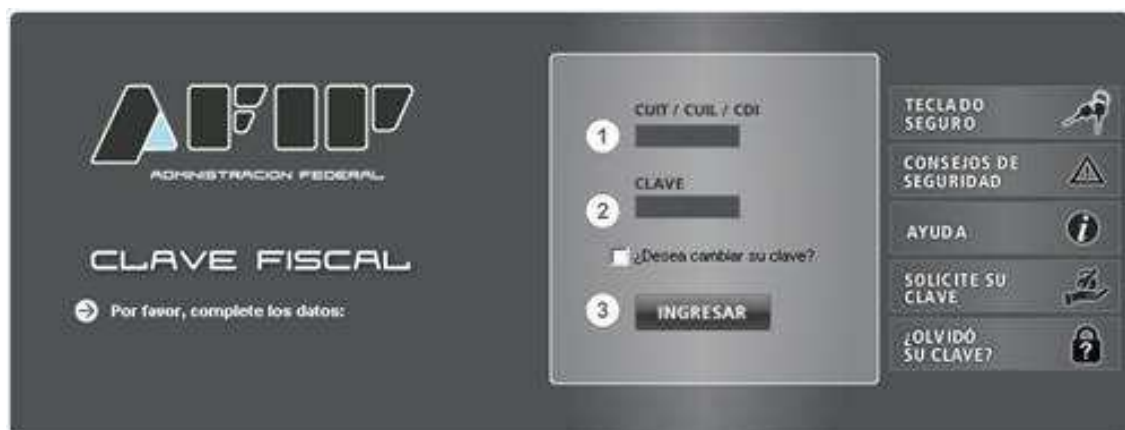 AFIP
ADMINISTRACION FEDERAL
CLAVE FISCAL
Por favor, complete los datos:
1
CUIT / CUIL / CDI
2
CLAVE
¿Desea cambiar su clave?
3
INGRESAR
TECLADO
SEGURO
CONSEJOS DE
SEGURIDAD
AYUDA
i
SOLICITE SU
CLAVE
¿OLVIDÓ
SU CLAVE?
?